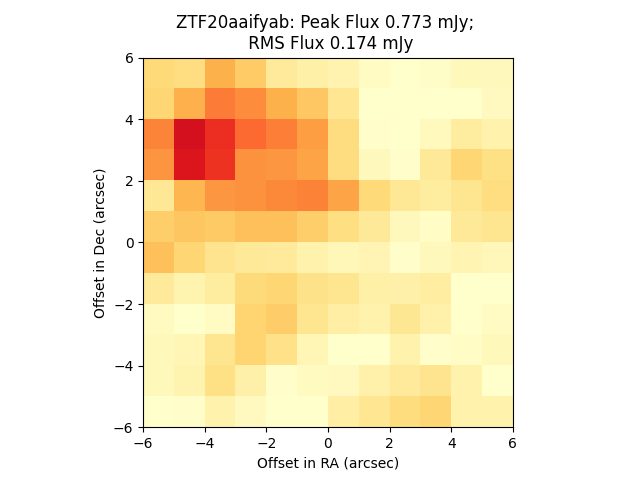 ZTF20aaifyab: Peak Flux 0.773 mJy;
RMS Flux 0.174 mJy
6
4
2
0
−2
−4
−6
Offset in Dec (arcsec)
−6 −4 −2 0 2 4 6
Offset in RA (arcsec)